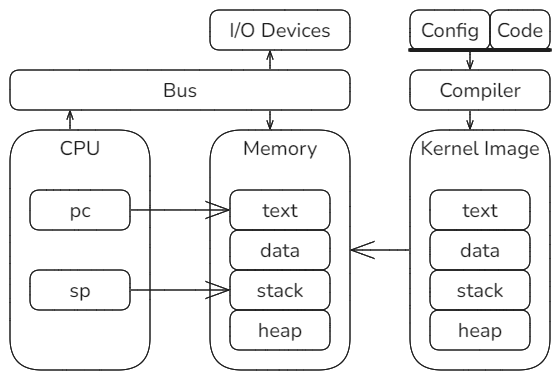 I/O Devices
Config
Code
Bus
Compiler
CPU
Memory
Kernel Image
pc
text
text
data
data
sp
stack
stack
heap
heap